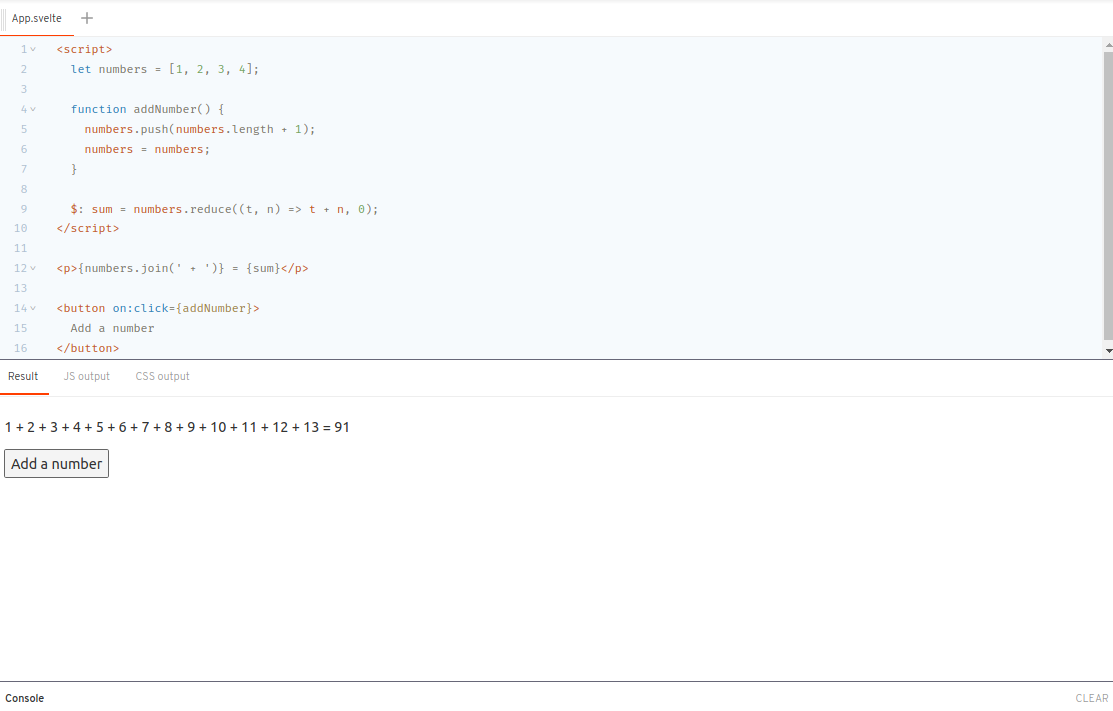 App.svelte +
1 <script>
2 let numbers = [1, 2, 3, 4];
3
4 function addNumber() {
5 numbers.push(numbers.length + 1);
6 numbers = numbers;
7 }
8
9 $: sum = numbers.reduce((t, n) => t + n, 0);
10 </script>
11
12 <p>{numbers.join(' + ')} = {sum}</p>
13
14 <button on:click={addNumber}>
15 Add a number
16 </button>
Result JS output CSS output
1 + 2 + 3 + 4 + 5 + 6 + 7 + 8 + 9 + 10 + 11 + 12 + 13 = 91
Add a number
Console CLEAR